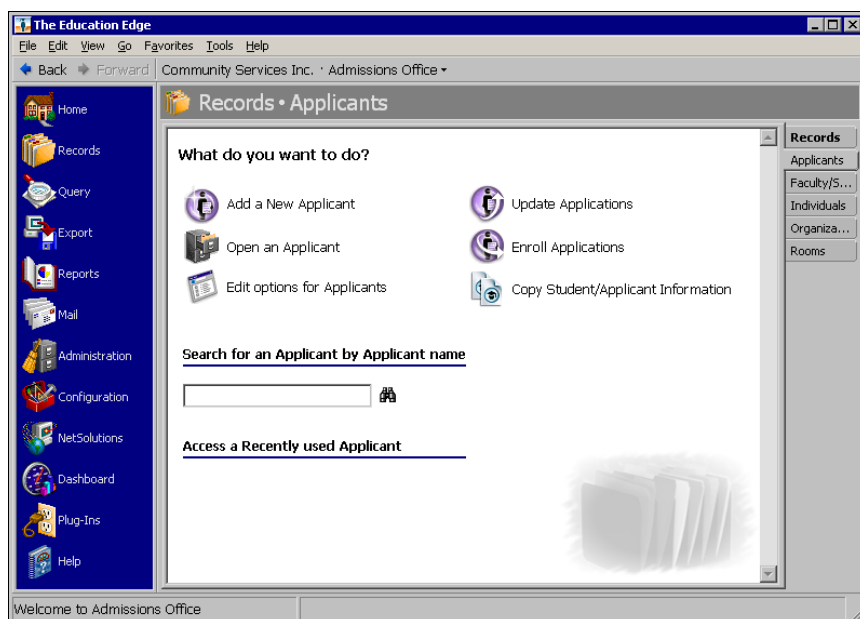 The Education Edge
File Edit View Go Favorites Tools Help
Back Forward Community Services Inc. · Admissions Office
Home
Records
Query
Export
Reports
Mail
Administration
Configuration
NetSolutions
Dashboard
Plug-Ins
Help
Records • Applicants
What do you want to do?
Add a New Applicant
Open an Applicant
Edit options for Applicants
Update Applications
Enroll Applications
Copy Student/Applicant Information
Search for an Applicant by Applicant name
Access a Recently used Applicant
Records
Applicants
Faculty/S...
Individuals
Organiza...
Rooms
Welcome to Admissions Office